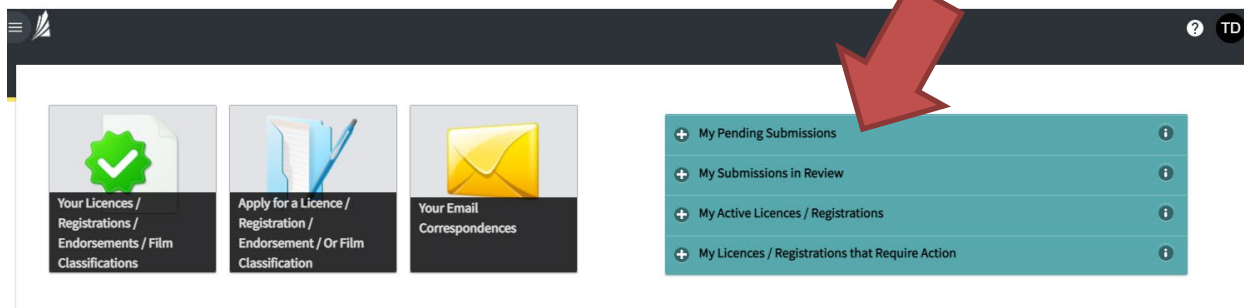 TD
Your Licences /
Registrations /
Endorsements / Film
Classifications
Apply for a Licence /
Registration /
Endorsement / Or Film
Classification
Your Email
Correspondences
My Pending Submissions
My Submissions in Review
My Active Licences / Registrations
My Licences / Registrations that Require Action